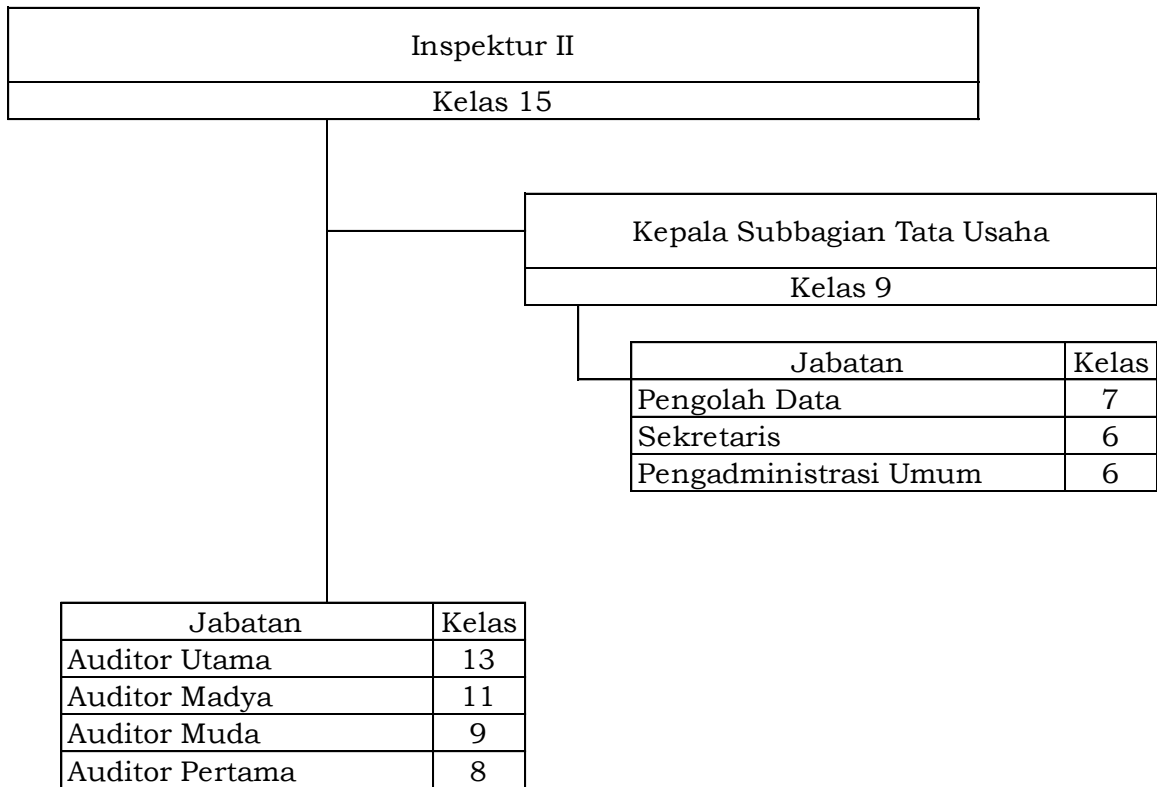 Inspektur II
Kelas 15
Kepala Subbagian Tata Usaha
Kelas 9
Jabatan Kelas
Pengolah Data 7
Sekretaris 6
Pengadministrasi Umum 6
Jabatan Kelas
Auditor Utama 13
Auditor Madya 11
Auditor Muda 9
Auditor Pertama 8